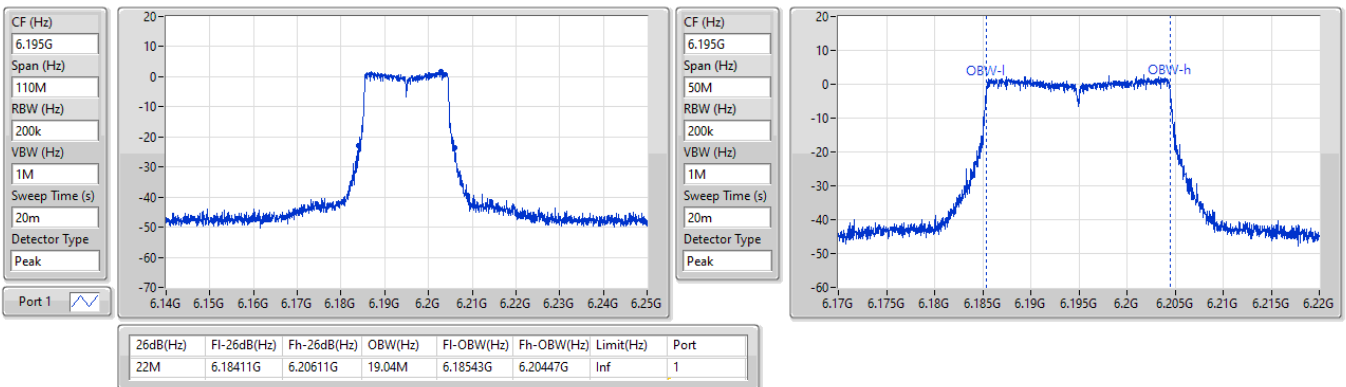 CF (Hz)
6.195G
Span (Hz)
110M
RBW (Hz)
200k
VBW (Hz)
1M
Sweep Time (s)
20m
Detector Type
Peak
Port 1
20
10
0
-10
-20
-30
-40
-50
-60
-70
6.14G 6.15G 6.16G 6.17G 6.18G 6.19G 6.2G 6.21G 6.22G 6.23G 6.24G 6.25G
CF (Hz)
6.195G
Span (Hz)
50M
RBW (Hz)
200k
VBW (Hz)
1M
Sweep Time (s)
20m
Detector Type
Peak
20
10
0
-10
-20
-30
-40
-50
-60
OBW-l OBW-h
6.17G 6.175G 6.18G 6.185G 6.19G 6.195G 6.2G 6.205G 6.21G 6.215G 6.22G
26dB(Hz) Fl-26dB(Hz) Fh-26dB(Hz) OBW(Hz) Fl-OBW(Hz) Fh-OBW(Hz) Limit(Hz) Port
22M 6.18411G 6.20611G 19.04M 6.18543G 6.20447G Inf 1